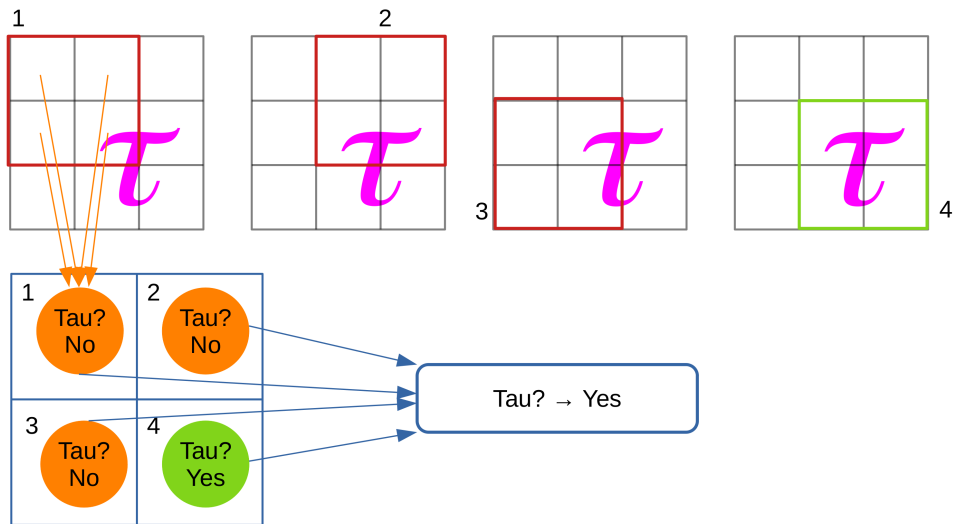 1
2
τ
τ
τ
τ
3
4
1
Tau?
No
2
Tau?
No
Tau? → Yes
3
Tau?
No
4
Tau?
Yes